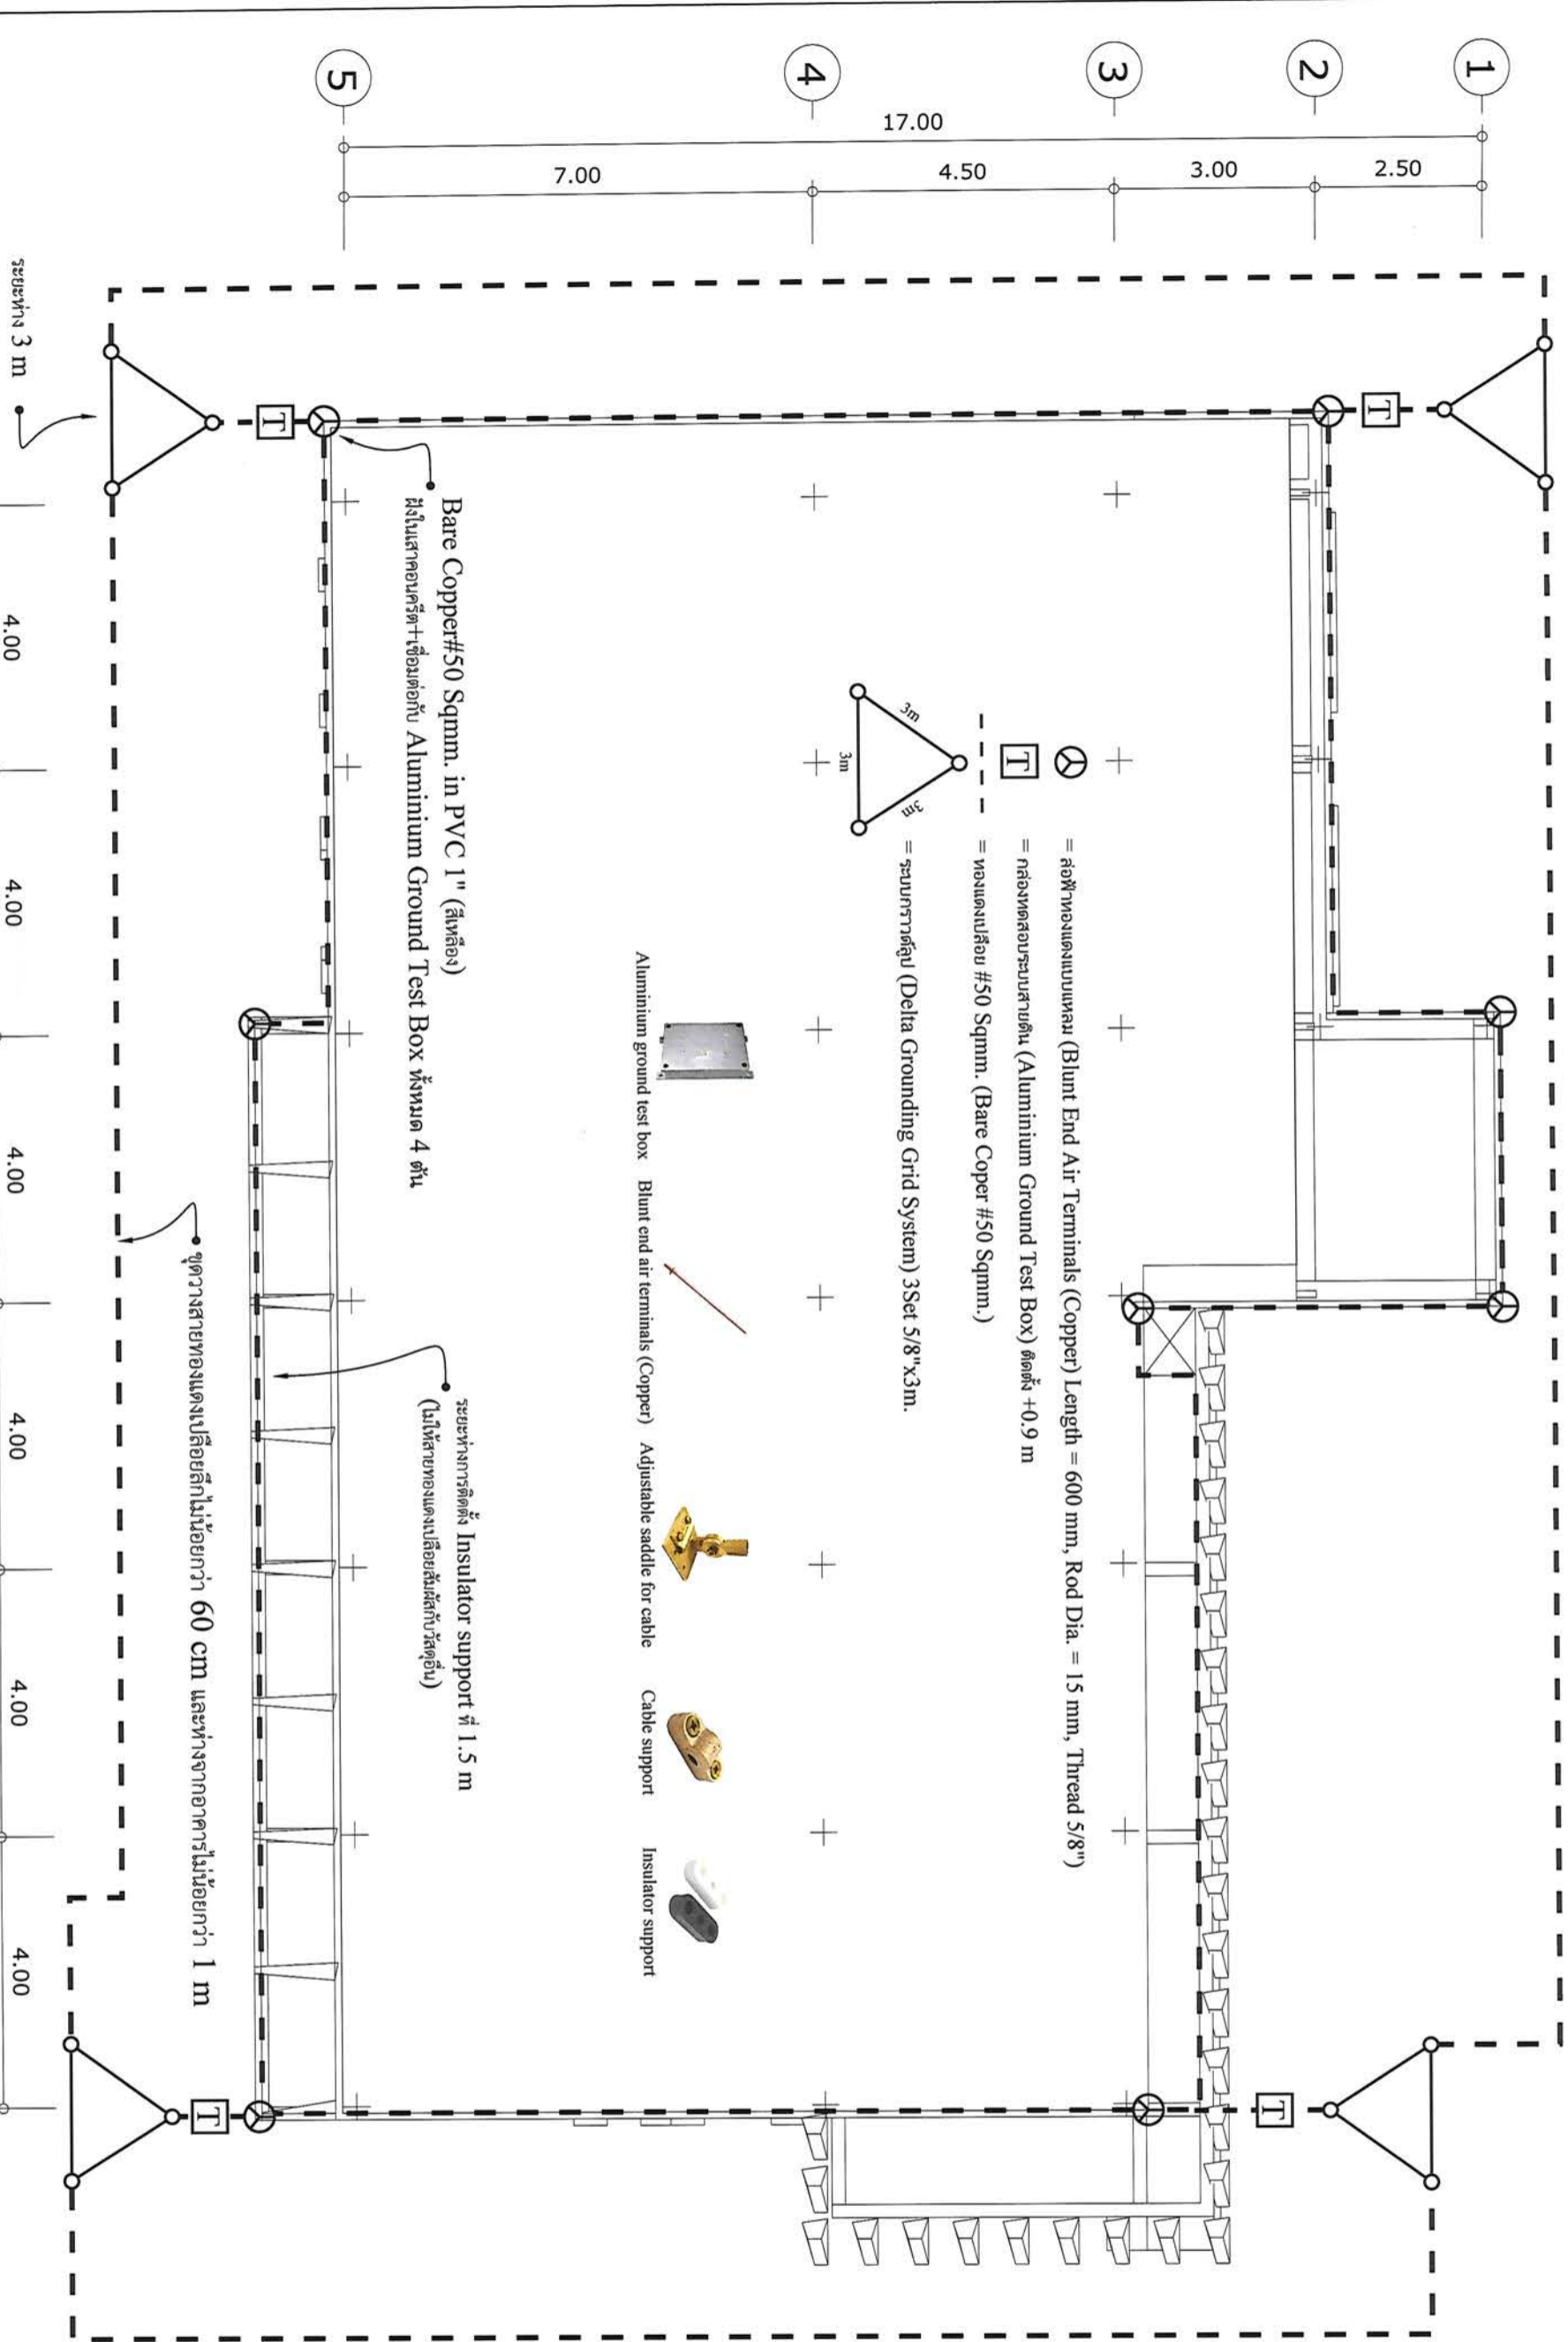 1
2
3
4
5
17.00
2.50
3.00
4.50
7.00
= ล่อฟ้าทองแดงแบบแหลม (Blunt End Air Terminals (Copper) Length = 600 mm, Rod Dia. = 15 mm, Thread 5/8")
T = กล่องทดสอบระบบสายดิน (Aluminium Ground Test Box) ติดตั้ง +0.9 m
= ทองแดงเปลือย #50 Sqmm. (Bare Coper #50 Sqmm.)
3m 3m 3m
= ระบบกราวด์ลูป (Delta Grounding Grid System) 3Set 5/8"x3m.
Aluminium ground test box
Blunt end air terminals (Copper)
Adjustable saddle for cable
Cable support
Insulator support
Bare Copper#50 Sqmm. in PVC 1" (สีเหลือง)
ฝังในเสาคอนครีต+เชื่อมต่อกับ Aluminium Ground Test Box ทั้งหมด 4 ต้น
ระยะห่างการติดตั้ง Insulator support ที่ 1.5 m
(ไม่ให้สายทองแดงเปลือยสัมผัสกับวัสดุอื่น)
T
T
T
T
ขุดวางสายทองแดงเปลือยลึกไม่น้อยกว่า 60 cm และห่างจากอาคารไม่น้อยกว่า 1 m
ระยะห่าง 3 m
4.00
4.00
4.00
4.00
4.00
4.00